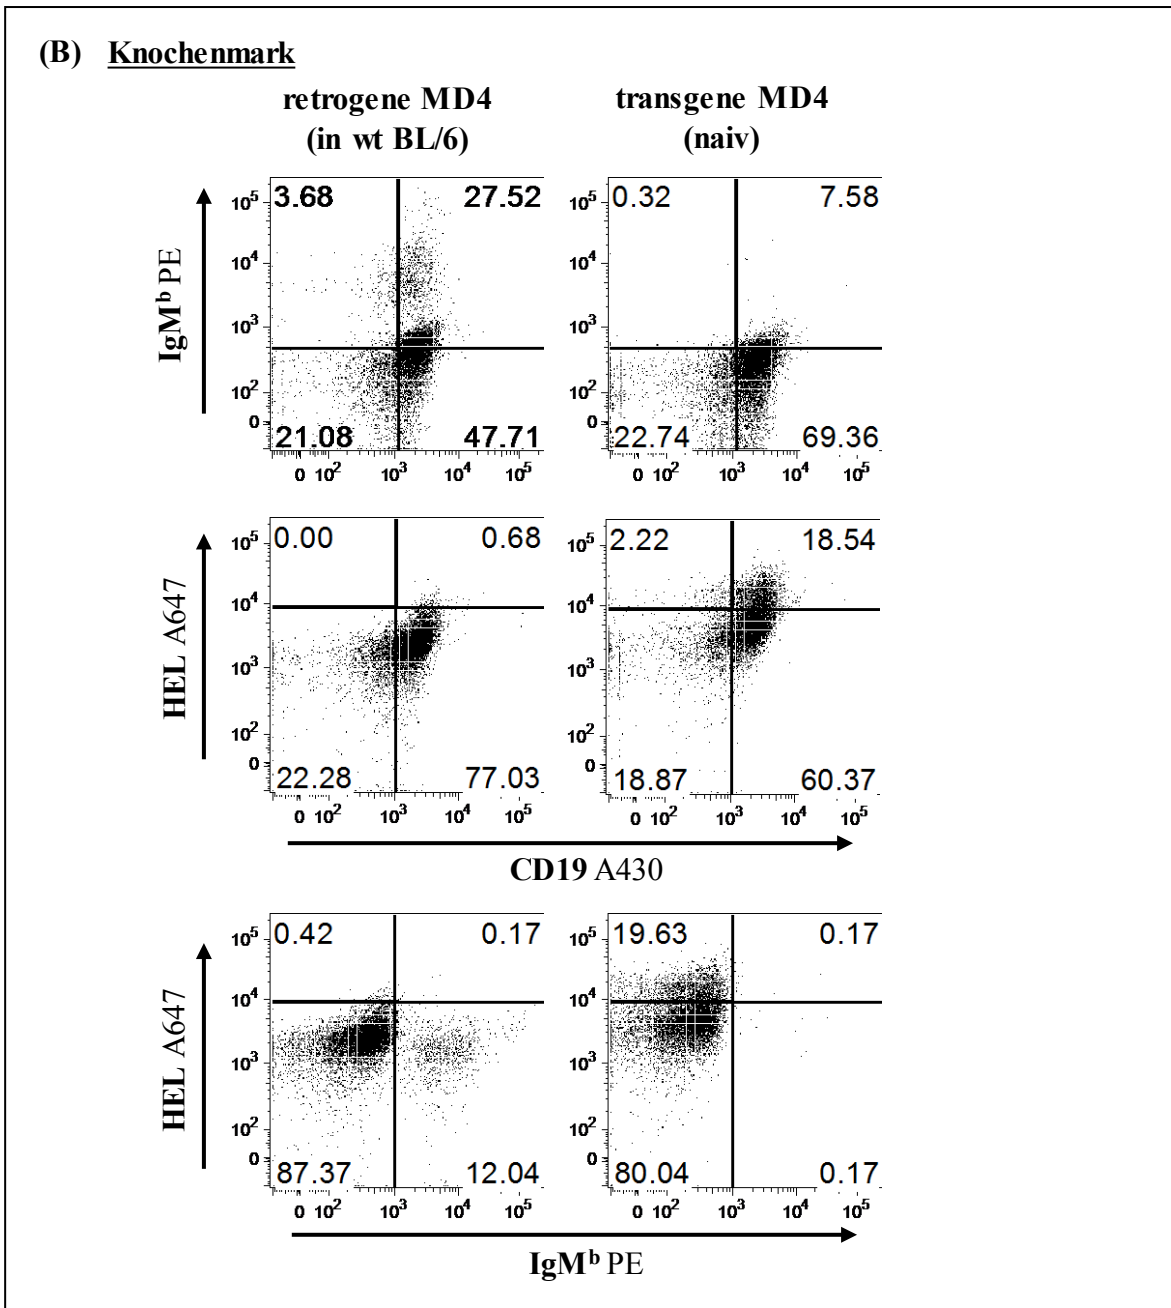 (B) Knochenmark
retrogene MD4 transgene MD4
(in wt BL/6) (naiv)
3.68 27.52 0.32 7.58
21.08 47.71 22.74 69.36
IgMᵇ PE
10⁵ 10⁴ 10³ 10² 0
10⁵ 10⁴ 10³ 10² 0
0 10² 10³ 10⁴ 10⁵
0 10² 10³ 10⁴ 10⁵
0.00 0.68 2.22 18.54
22.28 77.03 18.87 60.37
HEL A647
10⁵ 10⁴ 10³ 10² 0
10⁵ 10⁴ 10³ 10² 0
0 10² 10³ 10⁴ 10⁵
0 10² 10³ 10⁴ 10⁵
CD19 A430
0.42 0.17 19.63 0.17
87.37 12.04 80.04 0.17
HEL A647
10⁵ 10⁴ 10³ 10² 0
10⁵ 10⁴ 10³ 10² 0
0 10² 10³ 10⁴ 10⁵
0 10² 10³ 10⁴ 10⁵
IgMᵇ PE